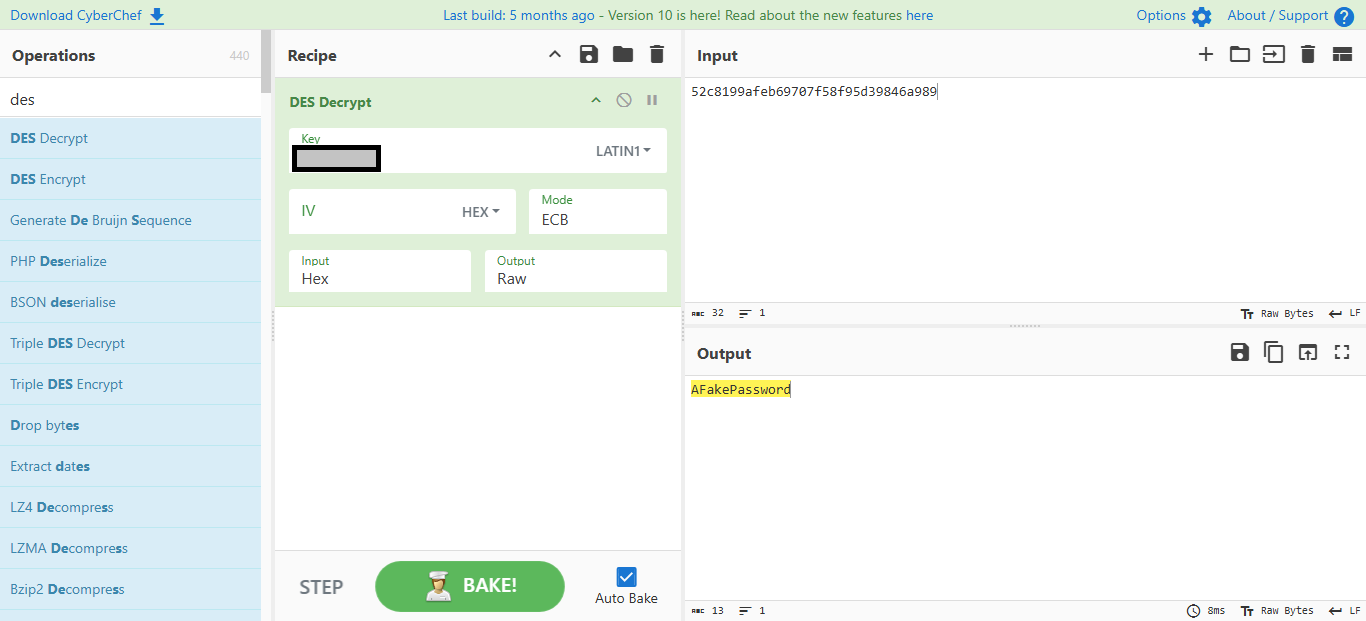 Download CyberChef
Last build: 5 months ago - Version 10 is here! Read about the new features here
Options
About / Support
?
Operations
440
des
DES Decrypt
DES Encrypt
Generate De Bruijn Sequence
PHP Deserialize
BSON deserialise
Triple DES Decrypt
Triple DES Encrypt
Drop bytes
Extract dates
LZ4 Decompress
LZMA Decompress
Bzip2 Decompress
Recipe
DES Decrypt
Key
LATIN1
IV
HEX
Mode
ECB
Input
Hex
Output
Raw
STEP
BAKE!
Auto Bake
Input
52c8199afeb69707f58f95d39846a989
ABC 32 1
Tт Raw Bytes LF
Output
AFakePassword
ABC 13 1
8ms Tт Raw Bytes LF